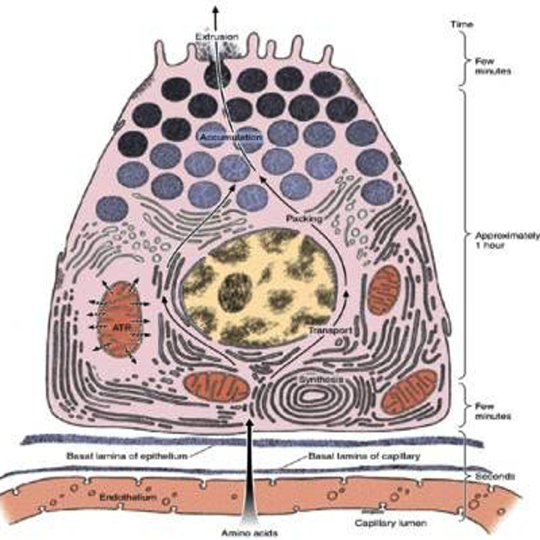 Time
Extrusion
Few
minutes
Accumulation
Packing
Approximately
1 hour
ATP
Transport
Synthesis
Few
minutes
Basal lamina of epithelium
Basal lamina of capillary
Seconds
Endothelium
Capillary lumen
Amino acids